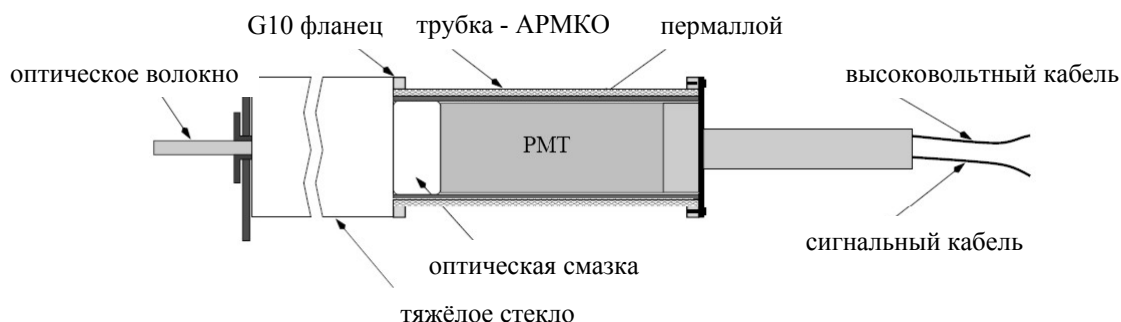 G10 фланец
трубка - АРМКО
пермаллой
оптическое волокно
высоковольтный кабель
PMT
сигнальный кабель
оптическая смазка
тяжёлое стекло